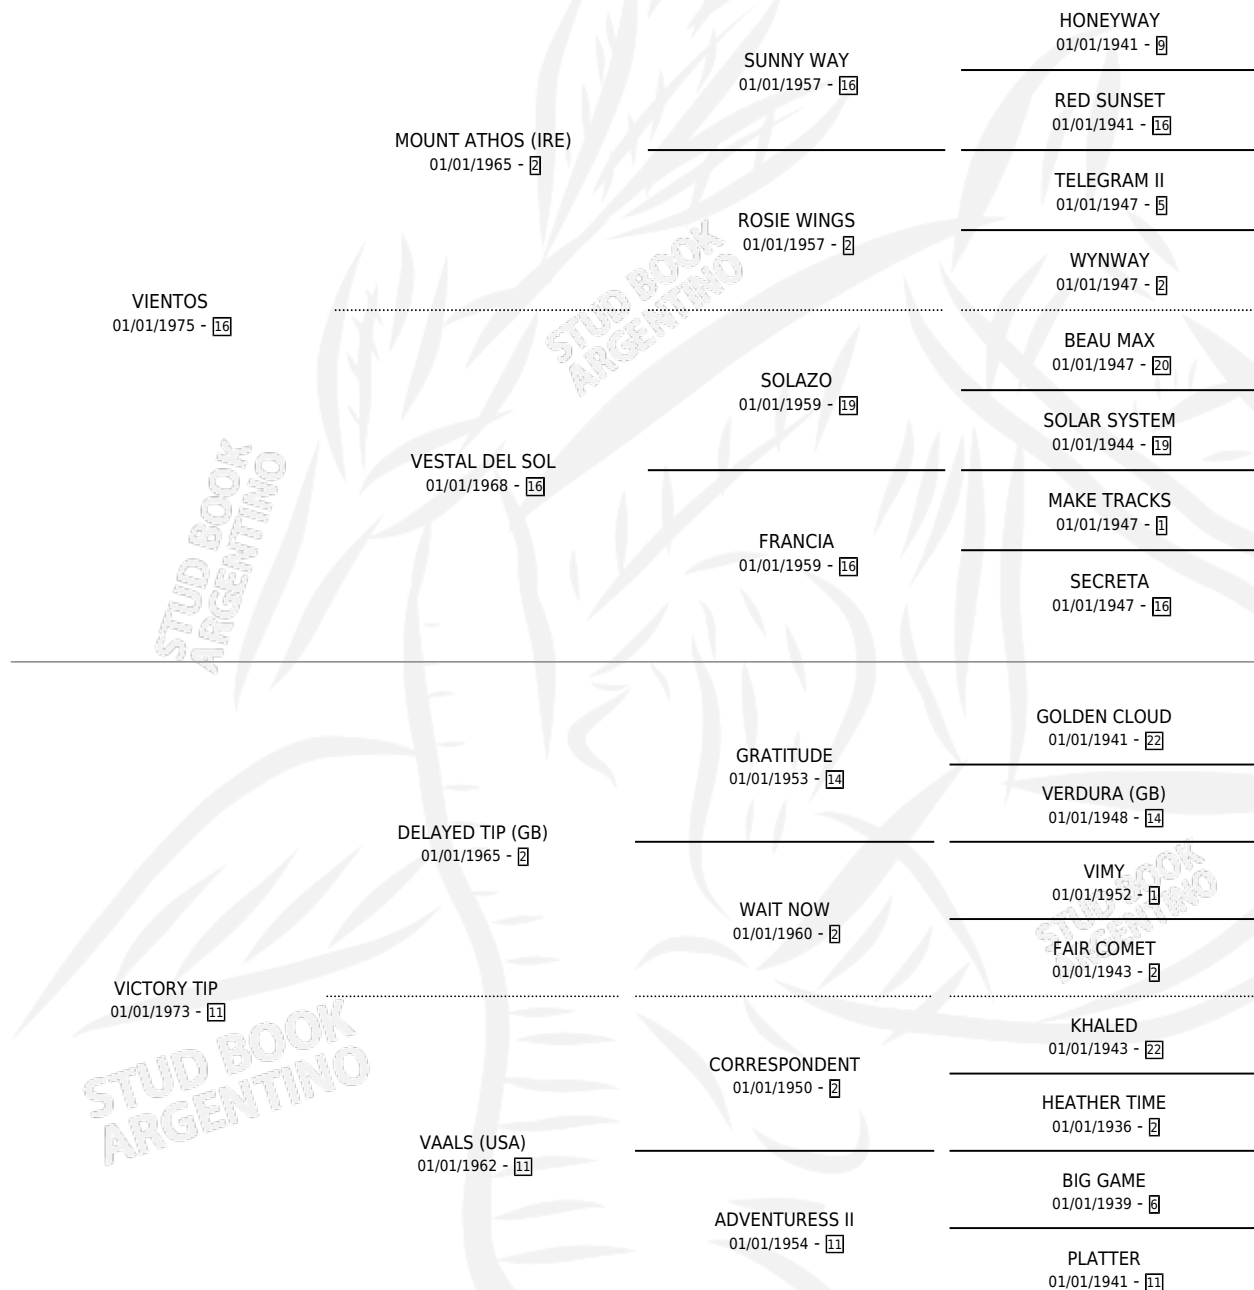 HONEYWAY
01/01/1941 - 9
SUNNY WAY
01/01/1957 - 16
RED SUNSET
01/01/1941 - 16
MOUNT ATHOS (IRE)
01/01/1965 - 2
TELEGRAM II
01/01/1947 - 5
ROSIE WINGS
01/01/1957 - 2
WYNWAY
01/01/1947 - 2
VIENTOS
01/01/1975 - 16
BEAU MAX
01/01/1947 - 20
SOLAZO
01/01/1959 - 19
SOLAR SYSTEM
01/01/1944 - 19
VESTAL DEL SOL
01/01/1968 - 16
MAKE TRACKS
01/01/1947 - 1
FRANCIA
01/01/1959 - 16
SECRETA
01/01/1947 - 16
GOLDEN CLOUD
01/01/1941 - 22
GRATITUDE
01/01/1953 - 14
VERDURA (GB)
01/01/1948 - 14
DELAYED TIP (GB)
01/01/1965 - 2
VIMY
01/01/1952 - 1
WAIT NOW
01/01/1960 - 2
FAIR COMET
01/01/1943 - 2
VICTORY TIP
01/01/1973 - 11
KHALED
01/01/1943 - 22
CORRESPONDENT
01/01/1950 - 2
HEATHER TIME
01/01/1936 - 2
VAALS (USA)
01/01/1962 - 11
BIG GAME
01/01/1939 - 6
ADVENTURESS II
01/01/1954 - 11
PLATTER
01/01/1941 - 11
STUD BOOK
ARGENTINO
STUD BOOK
ARGENTINO
STUD BOOK
ARGENTINO
STUD BOOK
ARGENTINO